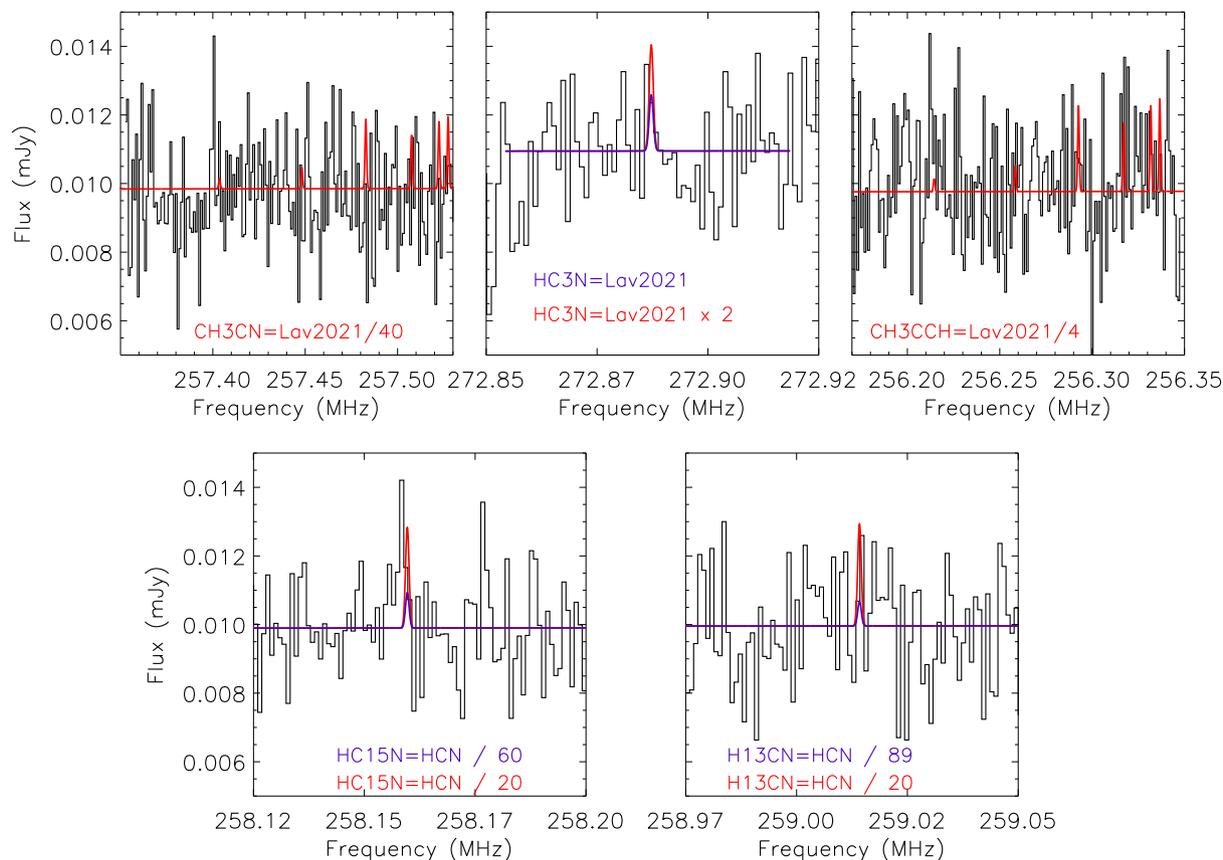 0.014
0.012
0.010
0.008
0.006
Flux (mJy)
CH3CN=Lav2021/40
257.40 257.45 257.50
Frequency (MHz)
HC3N=Lav2021
HC3N=Lav2021 x 2
272.85 272.87 272.90 272.92
Frequency (MHz)
CH3CCH=Lav2021/4
256.20 256.25 256.30 256.35
Frequency (MHz)
0.014
0.012
0.010
0.008
0.006
Flux (mJy)
HC15N=HCN / 60
HC15N=HCN / 20
258.12 258.15 258.17 258.20
Frequency (MHz)
H13CN=HCN / 89
H13CN=HCN / 20
258.97 259.00 259.02 259.05
Frequency (MHz)